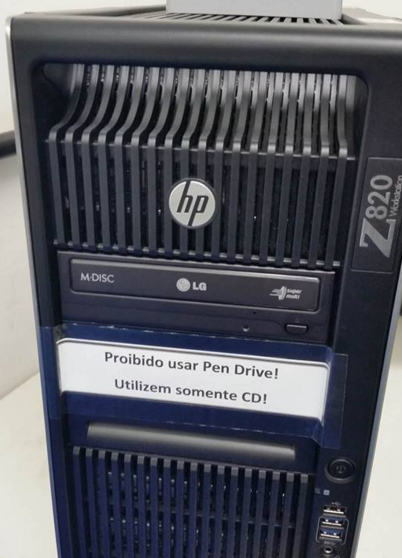 hp
Z820
Workstation
M-DISC
LG
super
multi
Proibido usar Pen Drive!
Utilizem somente CD!